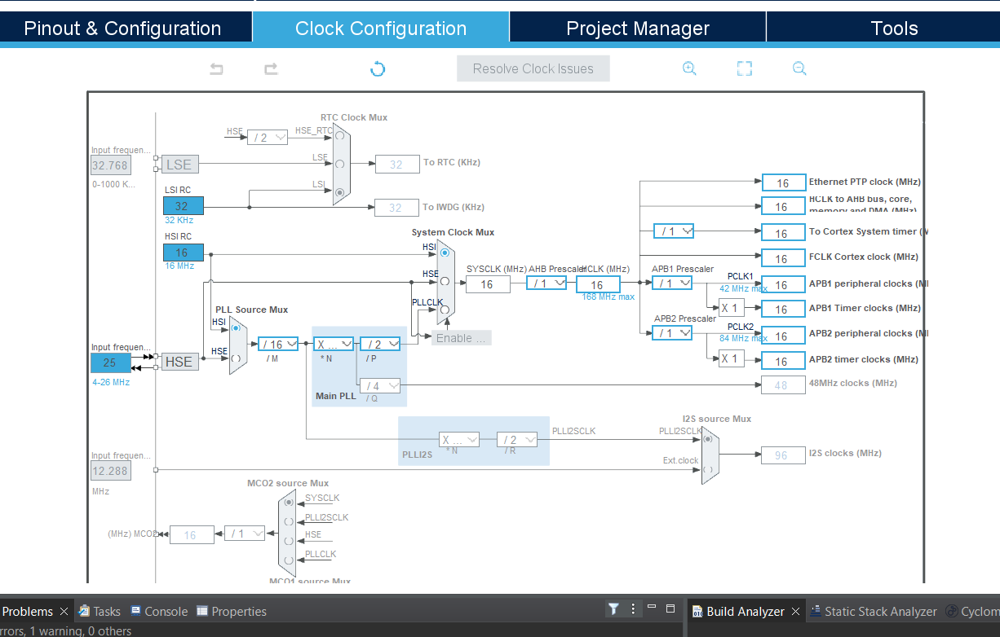 Pinout & Configuration Clock Configuration Project Manager Tools
Resolve Clock Issues
RTC Clock Mux
HSE / 2 HSE_RTC
Input frequen...
32.768 LSE LSE 32 To RTC (KHz)
0-1000 K...
LSI RC LSI
32 32 To IWDG (KHz)
32 KHz
HSI RC
16
16 MHz
System Clock Mux
HSI
HSE
PLLCLK
SYSCLK (MHz) AHB Prescaler HCLK (MHz)
16 / 1 16
168 MHz max
Enable ...
16 Ethernet PTP clock (MHz)
16 HCLK to AHB bus, core,
memory and DMA (MHz)
/ 1 16 To Cortex System timer (
16 FCLK Cortex clock (MHz)
APB1 Prescaler PCLK1
/ 1 42 MHz max 16 APB1 peripheral clocks (
X 1 16 APB1 Timer clocks (MHz)
APB2 Prescaler PCLK2
/ 1 84 MHz max 16 APB2 peripheral clocks (
X 1 16 APB2 timer clocks (MHz)
48 48MHz clocks (MHz)
PLL Source Mux
HSI
HSE
Input frequen...
25 HSE
4-26 MHz
/ 16 X ... / 2
/ M * N / P
/ 4
Main PLL / Q
X ... / 2 PLLI2SCLK
PLLI2S * N / R
I2S source Mux
PLLI2SCLK
Ext.clock
96 I2S clocks (MHz)
Input frequen...
12.288
MHz
MCO2 source Mux
SYSCLK
PLLI2SCLK
HSE
PLLCLK
(MHz) MCO2 16 / 1
MCO1 source Mux
Problems Tasks Console Properties Build Analyzer Static Stack Analyzer Cyclom
rrors, 1 warning, 0 others